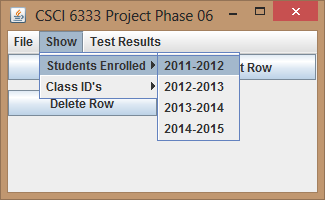 CSCI 6333 Project Phase 06
File Show Test Results
Students Enrolled 2011-2012
Row
Class ID's 2012-2013
Delete Row 2013-2014
2014-2015